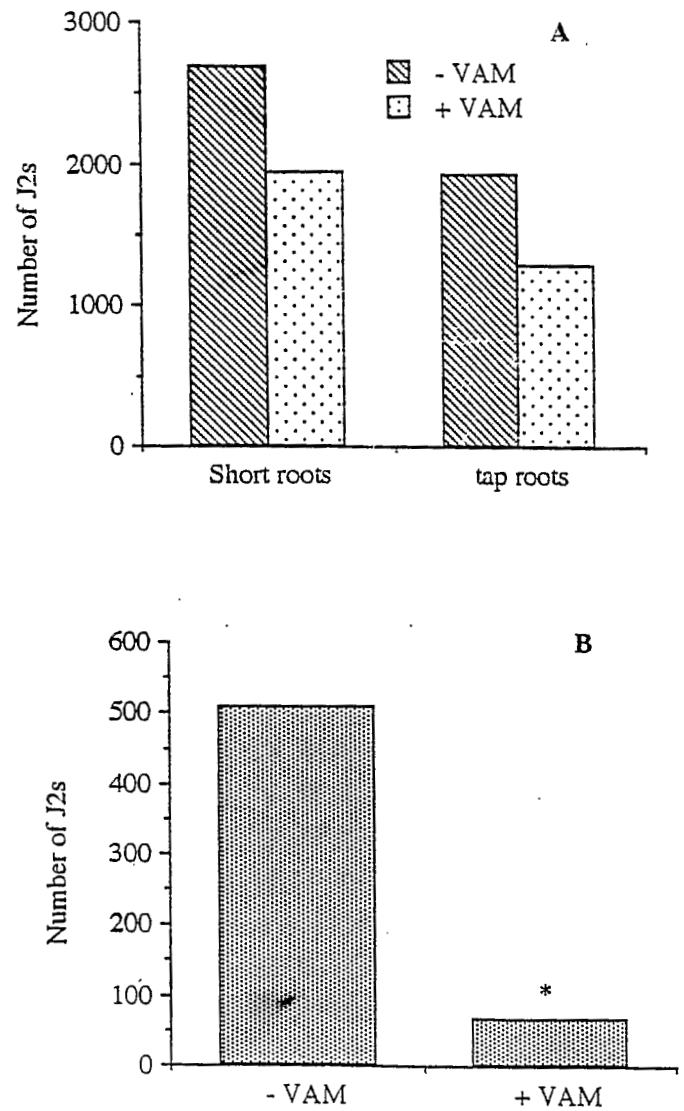 A
3000
2000
1000
0
Number of J2s
- VAM
+ VAM
Short roots
tap roots
B
600
500
400
300
200
100
0
Number of J2s
*
- VAM
+ VAM